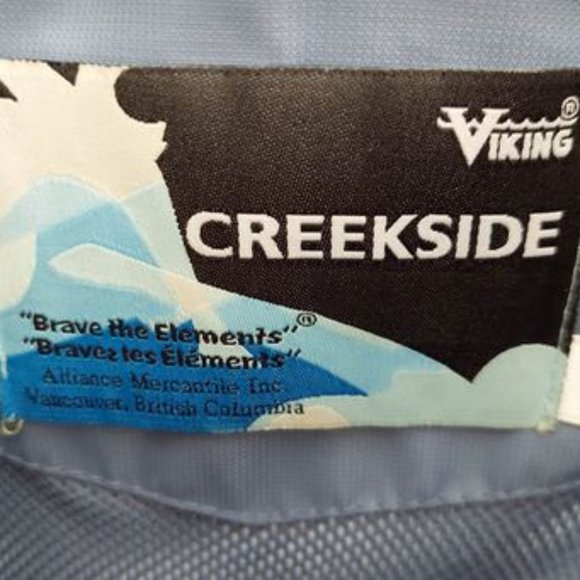 VIKING®
CREEKSIDE
"Brave the Elements"®
"Bravez les Éléments"
Alliance Mercantile Inc.
Vancouver, British Columbia